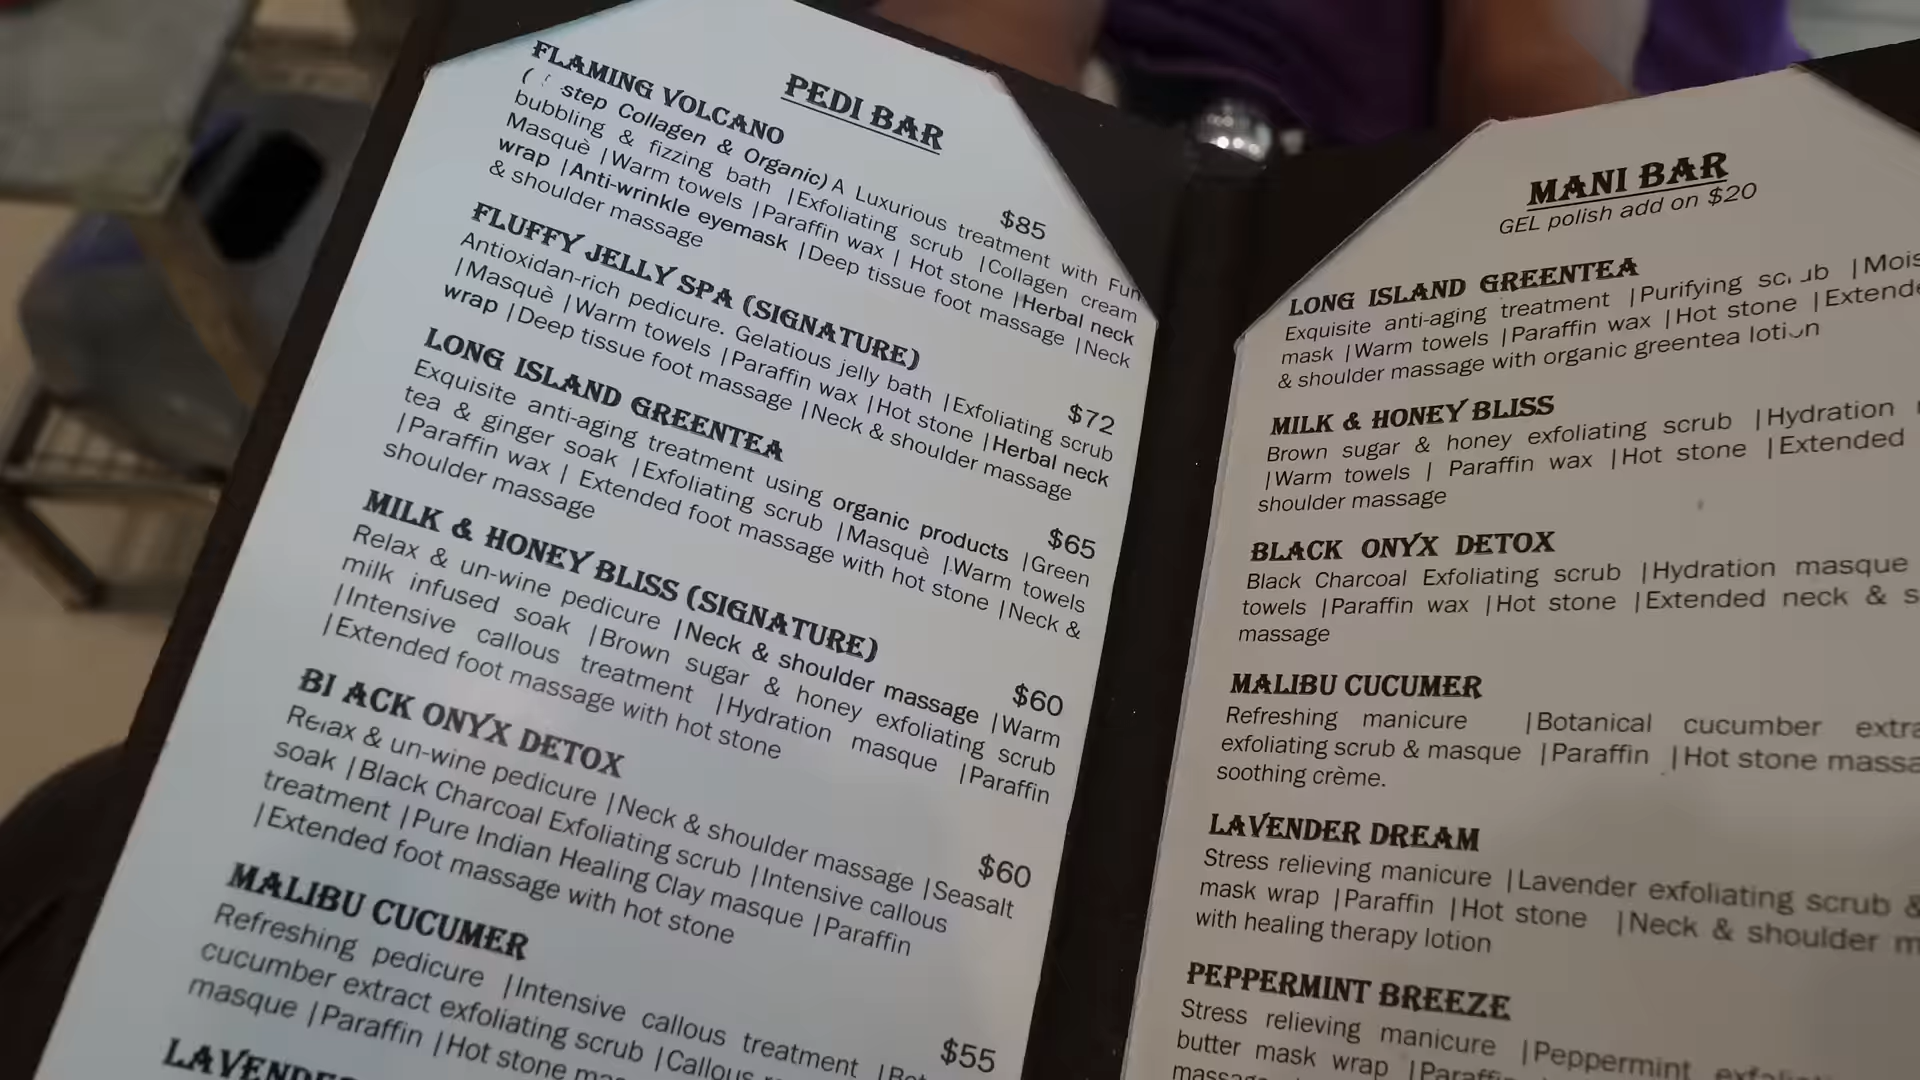 PEDI BAR
FLAMING VOLCANO $85
step Collagen & Organic) A Luxurious treatment with Fun
bubbling & fizzing bath |Exfoliating scrub |Collagen cream
Masquè |Warm towels |Paraffin wax | Hot stone |Herbal neck
wrap |Anti-wrinkle eyemask |Deep tissue foot massage |Neck
& shoulder massage
FLUFFY JELLY SPA (SIGNATURE) $72
Antioxidan-rich pedicure. Gelatious jelly bath |Exfoliating scrub
|Masquè |Warm towels |Paraffin wax |Hot stone |Herbal neck
wrap |Deep tissue foot massage |Neck & shoulder massage
LONG ISLAND GREENTEA $65
Exquisite anti-aging treatment using organic products |Green
tea & ginger soak |Exfoliating scrub |Masquè |.Warm towels
|Paraffin wax | Extended foot massage with hot stone |Neck &
shoulder massage
MILK & HONEY BLISS (SIGNATURE) $60
Relax & un-wine pedicure |Neck & shoulder massage |Warm
milk infused soak |Brown sugar & honey exfoliating scrub
|Intensive callous treatment |Hydration masque |Paraffin
|Extended foot massage with hot stone
BLACK ONYX DETOX $60
Relax & un-wine pedicure |Neck & shoulder massage |Seasalt
soak |Black Charcoal Exfoliating scrub |Intensive callous
treatment |Pure Indian Healing Clay masque |Paraffin
|Extended foot massage with hot stone
MALIBU CUCUMER $55
Refreshing pedicure |Intensive callous treatment
cucumber extract exfoliating scrub |Callous
masque |Paraffin |Hot stone
MANI BAR
GEL polish add on $20
LONG ISLAND GREENTEA
Exquisite anti-aging treatment |Purifying scrub |Mois
mask |Warm towels |Paraffin wax |Hot stone |Extende
& shoulder massage with organic greentea lotion
MILK & HONEY BLISS
Brown sugar & honey exfoliating scrub |Hydration
|Warm towels | Paraffin wax |Hot stone |Extended
shoulder massage
BLACK ONYX DETOX
Black Charcoal Exfoliating scrub |Hydration masque
towels |Paraffin wax |Hot stone |Extended neck & s
massage
MALIBU CUCUMER
Refreshing manicure |Botanical cucumber extra
exfoliating scrub & masque |Paraffin |Hot stone massa
soothing crème.
LAVENDER DREAM
Stress relieving manicure |Lavender exfoliating scrub &
mask wrap |Paraffin |Hot stone |Neck & shoulder m
with healing therapy lotion
PEPPERMINT BREEZE
Stress relieving manicure |Peppermint
butter mask wrap